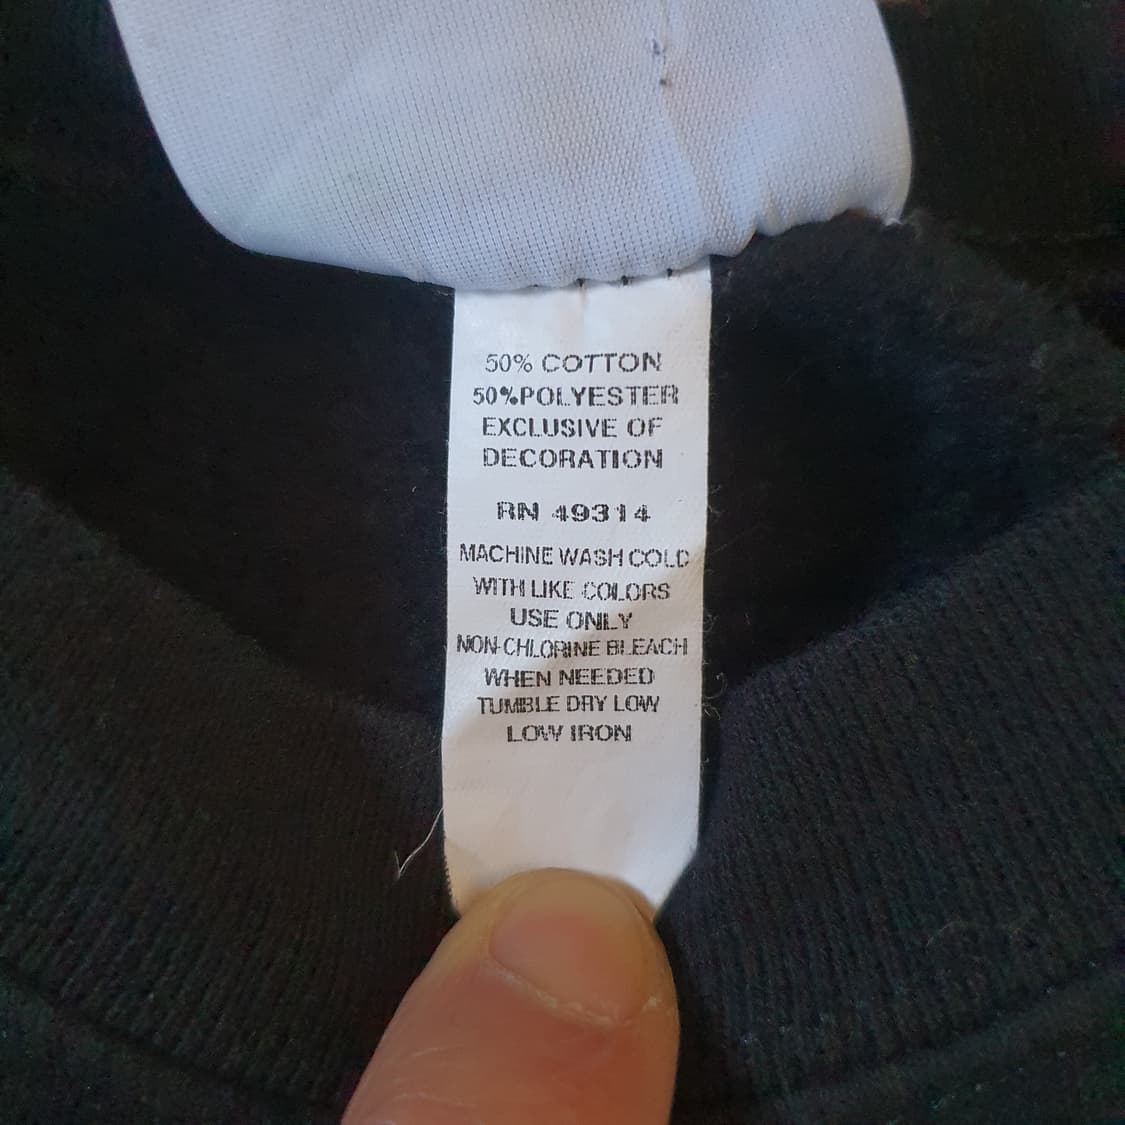 50% COTTON
50%POLYESTER
EXCLUSIVE OF
DECORATION
RN 49314
MACHINE WASH COLD
WITH LIKE COLORS
USE ONLY
NON-CHLORINE BLEACH
WHEN NEEDED
TUMBLE DRY LOW
LOW IRON